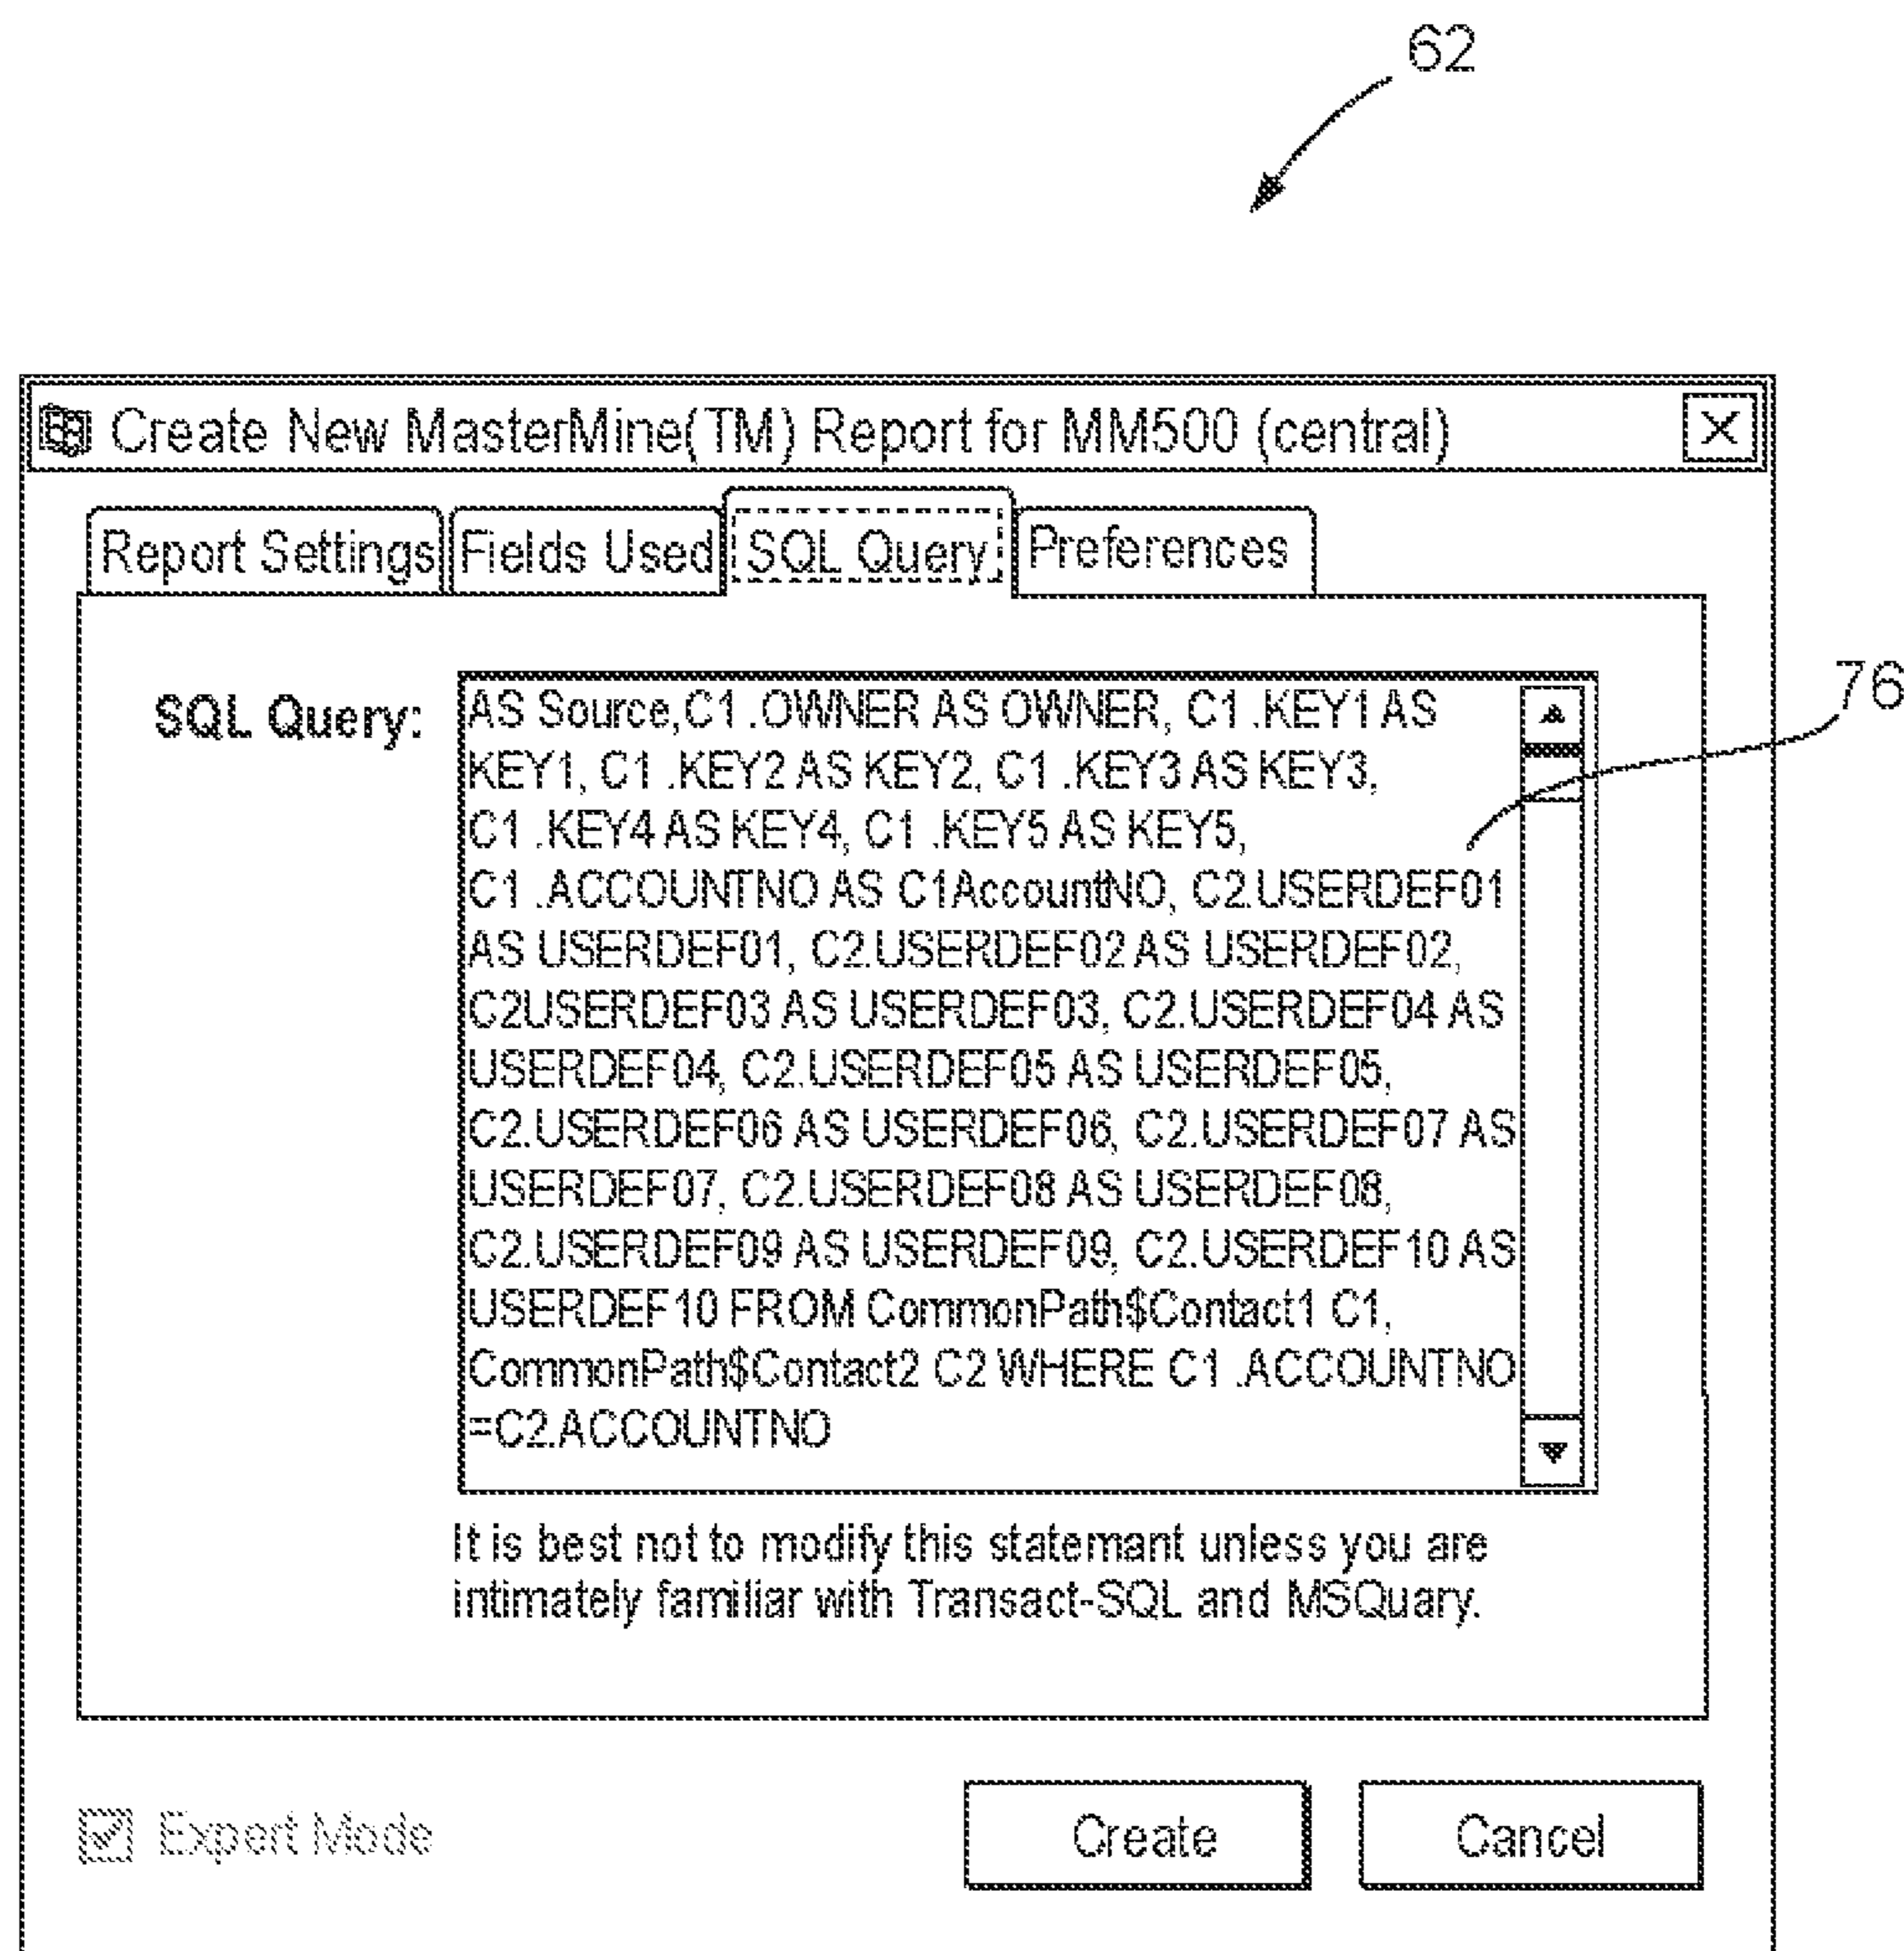 62
Create New MasterMine(TM) Report for MM500 (central)
Report Settings Fields Used SQL Query Preferences
SQL Query:
AS Source,C1 .OWNER AS OWNER, C1 .KEY1 AS
KEY1, C1 .KEY2 AS KEY2, C1 .KEY3 AS KEY3,
C1 .KEY4 AS KEY4, C1 .KEY5 AS KEY5,
C1 .ACCOUNTNO AS C1AccountNO, C2.USERDEF01
AS USERDEF01, C2.USERDEF02 AS USERDEF02,
C2USERDEF03 AS USERDEF03, C2.USERDEF04 AS
USERDEF04, C2.USERDEF05 AS USERDEF05,
C2.USERDEF06 AS USERDEF06, C2.USERDEF07 AS
USERDEF07, C2.USERDEF08 AS USERDEF08,
C2.USERDEF09 AS USERDEF09, C2.USERDEF10 AS
USERDEF10 FROM CommonPath$Contact1 C1,
CommonPath$Contact2 C2 WHERE C1 .ACCOUNTNO
=C2.ACCOUNTNO
76
It is best not to modify this statemant unless you are
intimately familiar with Transact-SQL and MSQuary.
Expert Mode
Create
Cancel